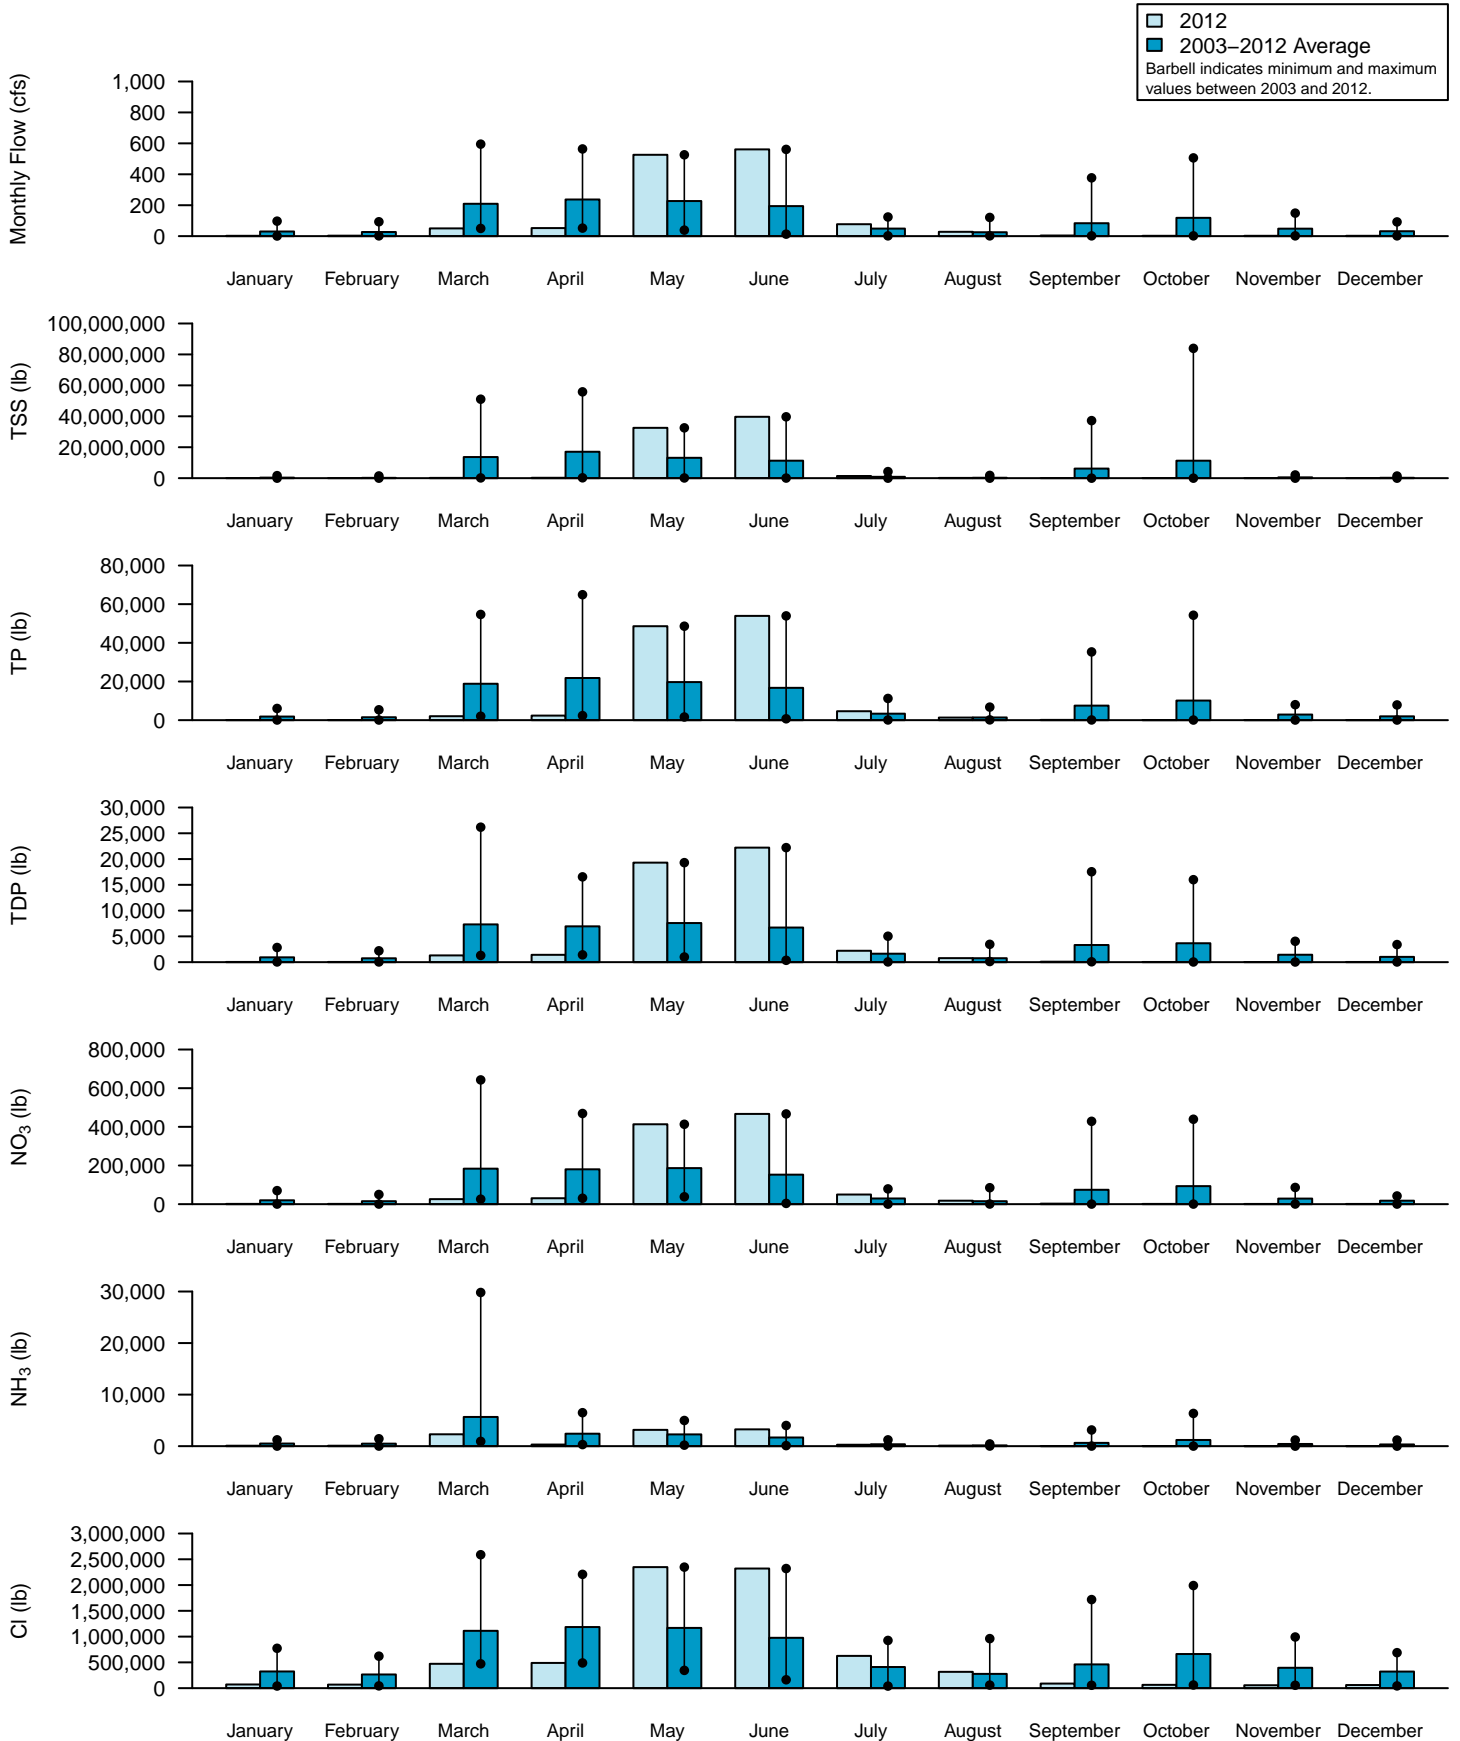 2012
2003–2012 Average
Barbell indicates minimum and maximum
values between 2003 and 2012.
Monthly Flow (cfs)
1,000
800
600
400
200
0
January February March April May June July August September October November December
TSS (lb)
100,000,000
80,000,000
60,000,000
40,000,000
20,000,000
0
January February March April May June July August September October November December
TP (lb)
80,000
60,000
40,000
20,000
0
January February March April May June July August September October November December
TDP (lb)
30,000
25,000
20,000
15,000
10,000
5,000
0
January February March April May June July August September October November December
NO₃ (lb)
800,000
600,000
400,000
200,000
0
January February March April May June July August September October November December
NH₃ (lb)
30,000
20,000
10,000
0
January February March April May June July August September October November December
Cl (lb)
3,000,000
2,500,000
2,000,000
1,500,000
1,000,000
500,000
0
January February March April May June July August September October November December